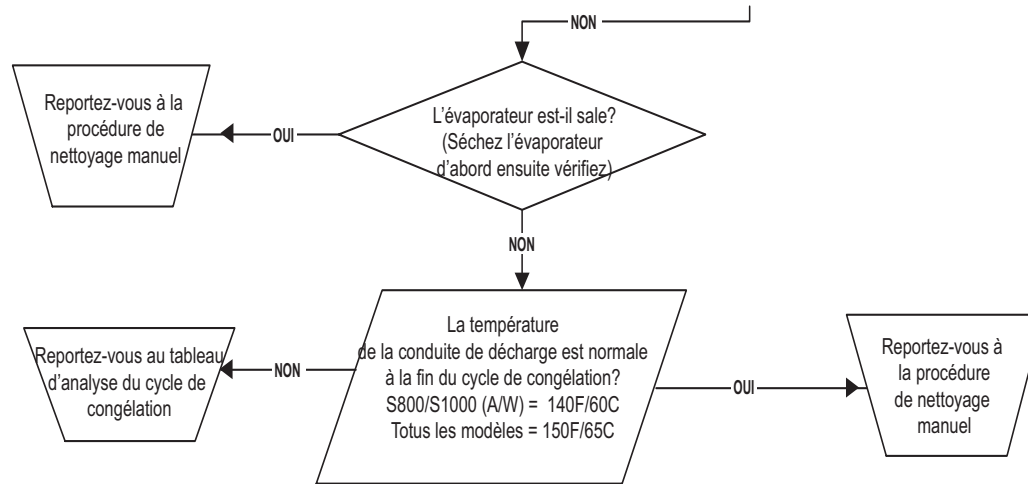 NON
L'évaporateur est-il sale?
(Séchez l'évaporateur
d'abord ensuite vérifiez)
OUI
Reportez-vous à la
procédure de
nettoyage manuel
NON
La température
de la conduite de décharge est normale
à la fin du cycle de congélation?
S800/S1000 (A/W) = 140F/60C
Totus les modèles = 150F/65C
NON
Reportez-vous au tableau
d'analyse du cycle de
congélation
OUI
Reportez-vous à
la procédure
de nettoyage
manuel